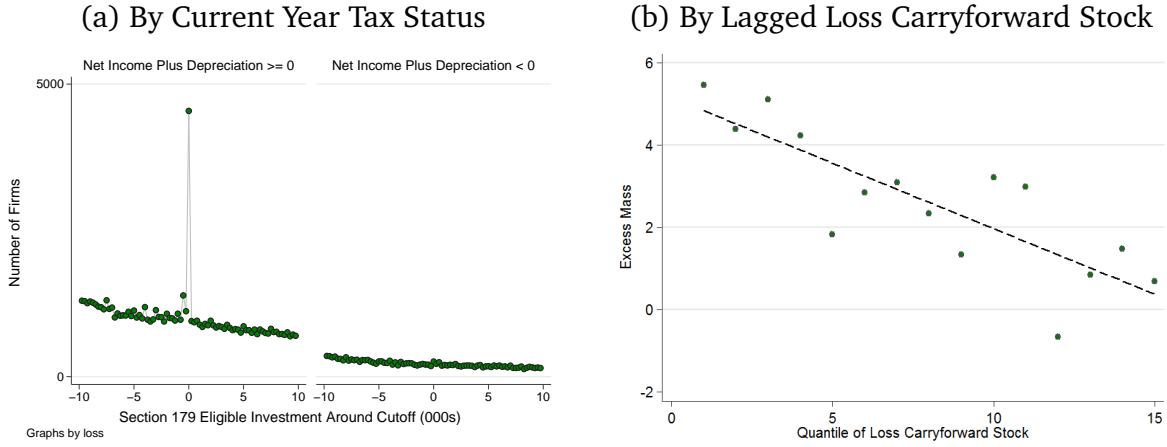 (a) By Current Year Tax Status
Net Income Plus Depreciation >= 0
Net Income Plus Depreciation < 0
5000
0
Number of Firms
−10 −5 0 5 10
−10 −5 0 5 10
Section 179 Eligible Investment Around Cutoff (000s)
Graphs by loss
(b) By Lagged Loss Carryforward Stock
6
4
2
0
-2
Excess Mass
0 5 10 15
Quantile of Loss Carryforward Stock